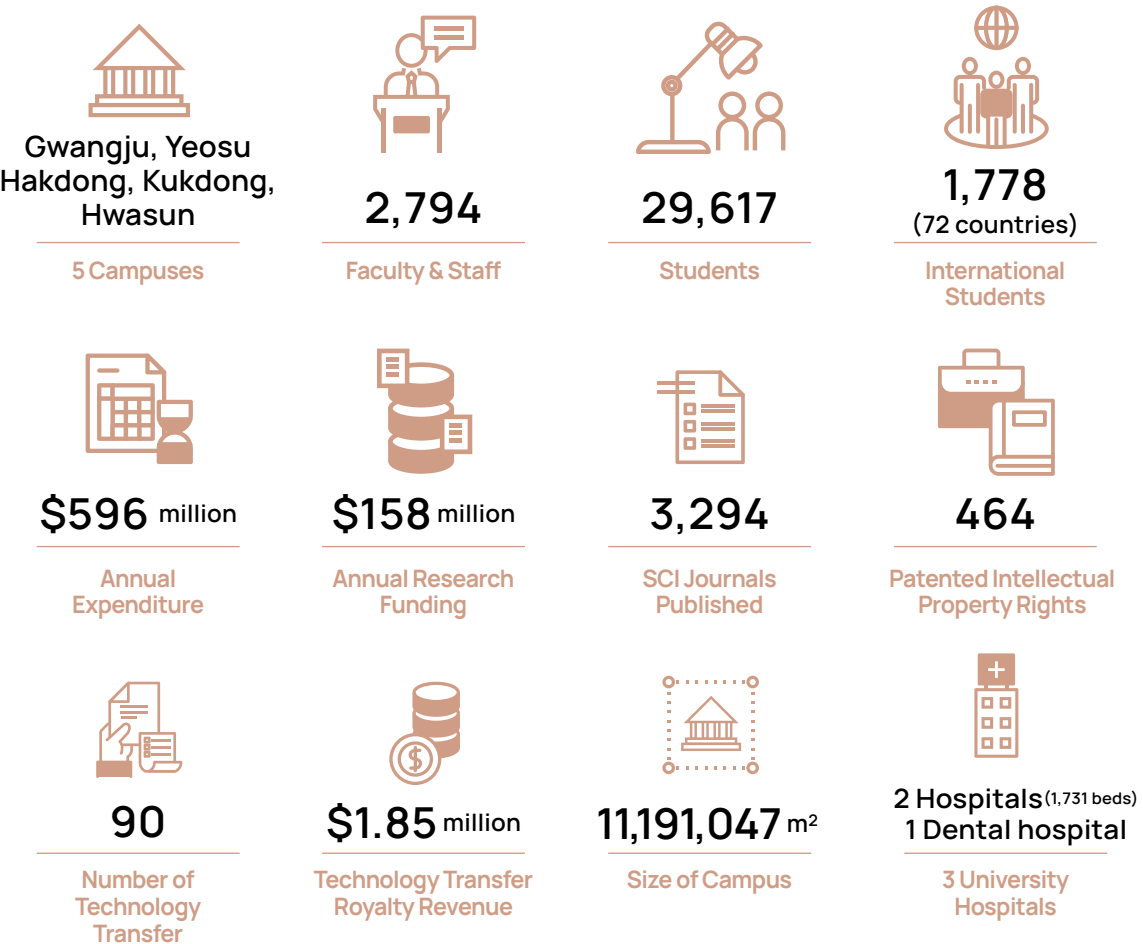 Gwangju, Yeosu
Hakdong, Kukdong,
Hwasun
5 Campuses
2,794
Faculty & Staff
29,617
Students
1,778
(72 countries)
International
Students
$596 million
Annual
Expenditure
$158 million
Annual Research
Funding
3,294
SCI Journals
Published
464
Patented Intellectual
Property Rights
90
Number of
Technology
Transfer
$1.85 million
Technology Transfer
Royalty Revenue
11,191,047 m²
Size of Campus
2 Hospitals (1,731 beds)
1 Dental hospital
3 University
Hospitals